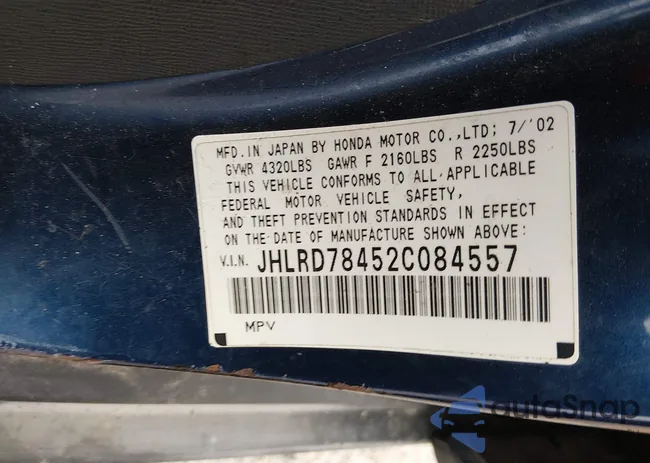 MFD. IN JAPAN BY HONDA MOTOR CO.,LTD; 7/'02
GVWR 4320LBS GAWR F 2160LBS R 2250LBS
THIS VEHICLE CONFORMS TO ALL APPLICABLE
FEDERAL MOTOR VEHICLE SAFETY,
AND THEFT PREVENTION STANDARDS IN EFFECT
ON THE DATE OF MANUFACTURE SHOWN ABOVE:
V.I.N. JHLRD78452C084557
MPV
autoSnap